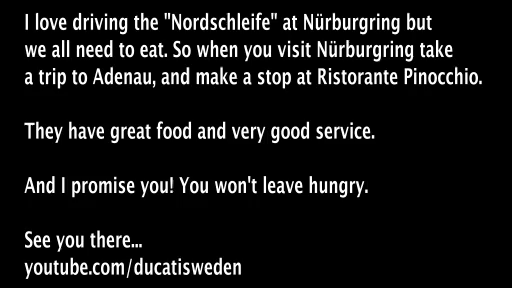 I love driving the "Nordschleife" at Nürburgring but
we all need to eat. So when you visit Nürburgring take
a trip to Adenau, and make a stop at Ristorante Pinocchio.
They have great food and very good service.
And I promise you! You won't leave hungry.
See you there...
youtube.com/ducatisweden